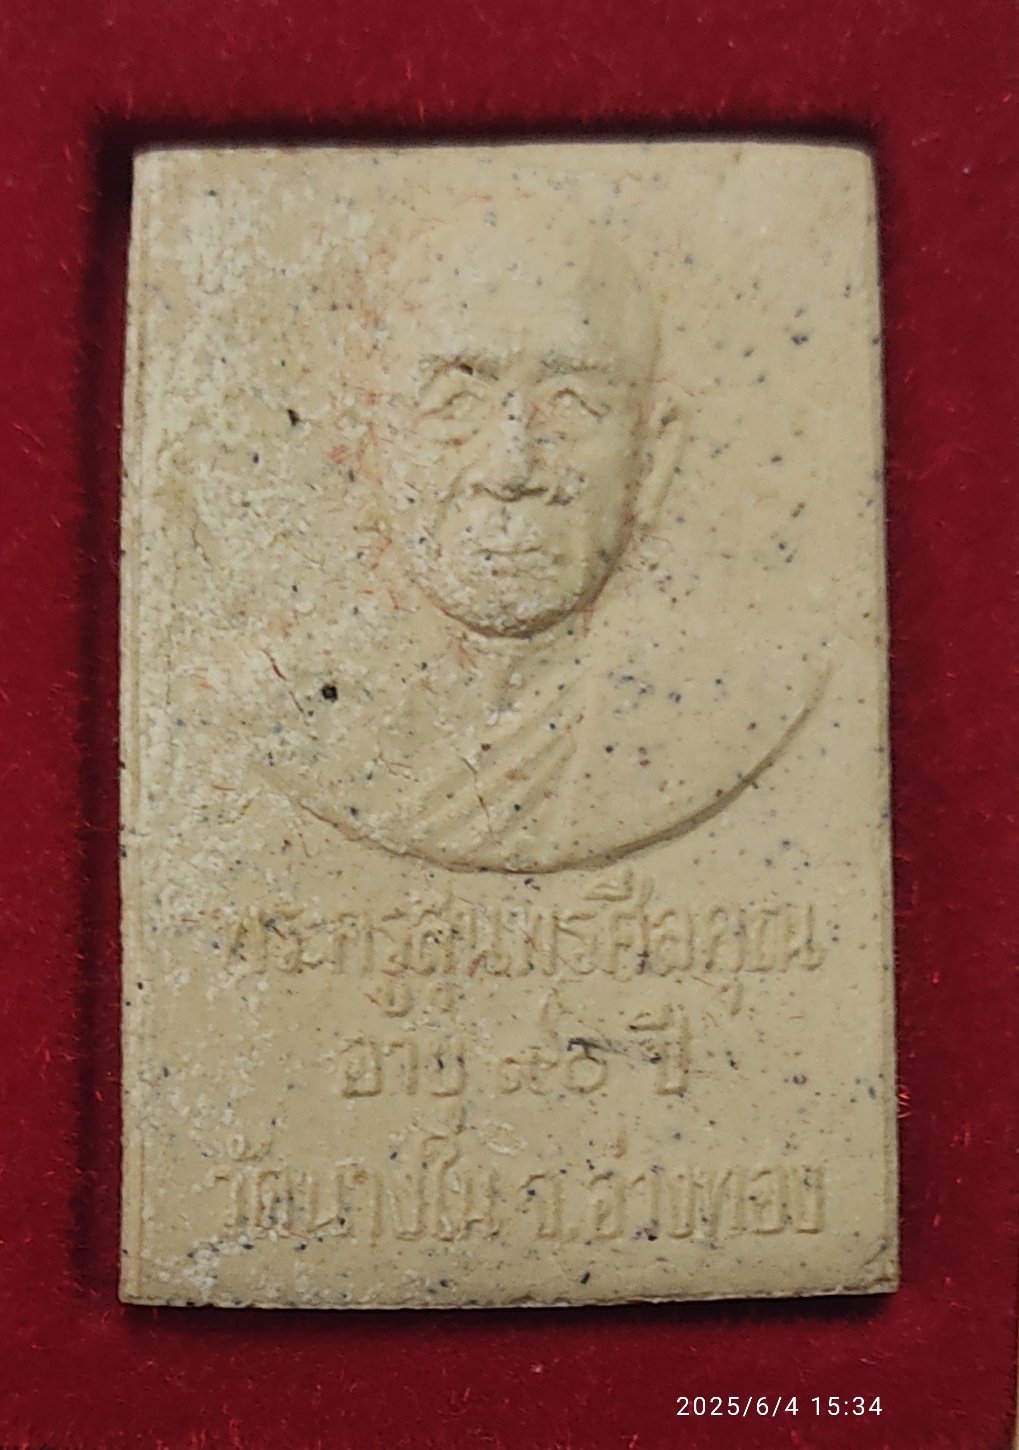 พระครูสุนทรศีลคุณ
อายุ ๙๐ ปี
วัดนางใน จ.อ่างทอง
2025/6/4 15:34